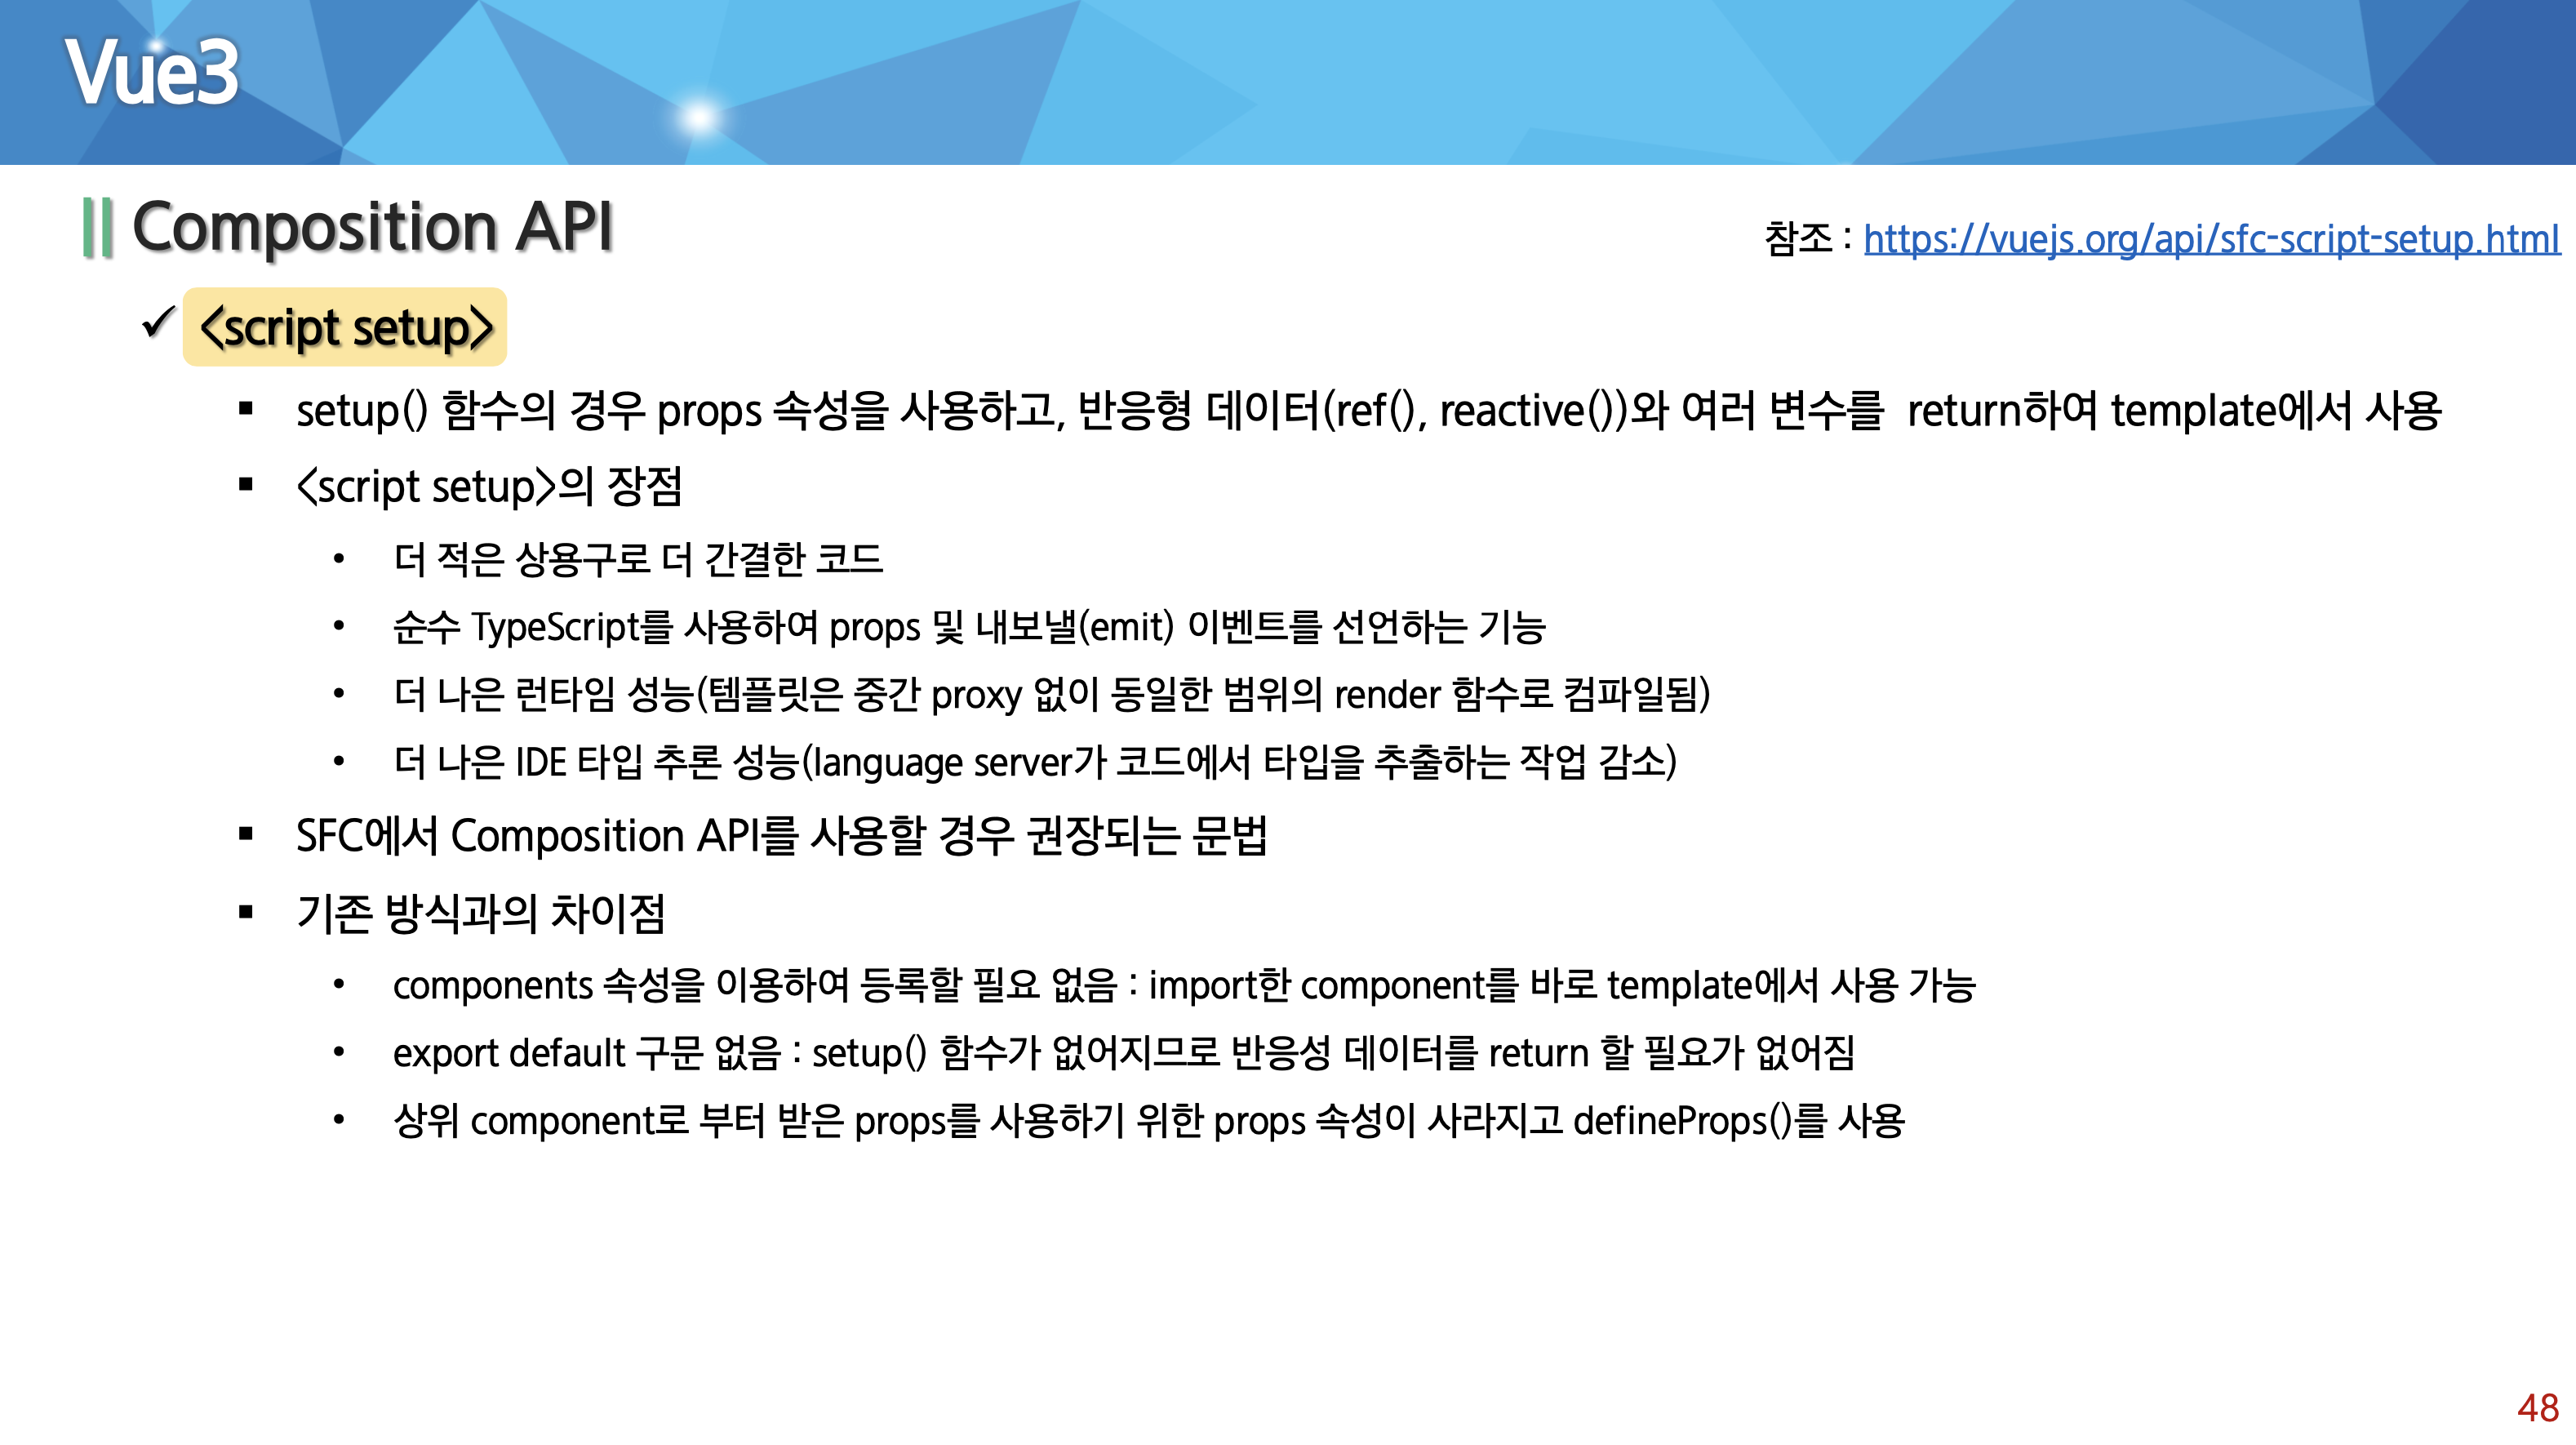 Vue3
Composition API
참조 : https://vuejs.org/api/sfc-script-setup.html
✓ <script setup>
▪ setup() 함수의 경우 props 속성을 사용하고, 반응형 데이터(ref(), reactive())와 여러 변수를 return하여 template에서 사용
▪ <script setup>의 장점
• 더 적은 상용구로 더 간결한 코드
• 순수 TypeScript를 사용하여 props 및 내보낼(emit) 이벤트를 선언하는 기능
• 더 나은 런타임 성능(템플릿은 중간 proxy 없이 동일한 범위의 render 함수로 컴파일됨)
• 더 나은 IDE 타입 추론 성능(language server가 코드에서 타입을 추출하는 작업 감소)
▪ SFC에서 Composition API를 사용할 경우 권장되는 문법
▪ 기존 방식과의 차이점
• components 속성을 이용하여 등록할 필요 없음 : import한 component를 바로 template에서 사용 가능
• export default 구문 없음 : setup() 함수가 없어지므로 반응성 데이터를 return 할 필요가 없어짐
• 상위 component로 부터 받은 props를 사용하기 위한 props 속성이 사라지고 defineProps()를 사용
48